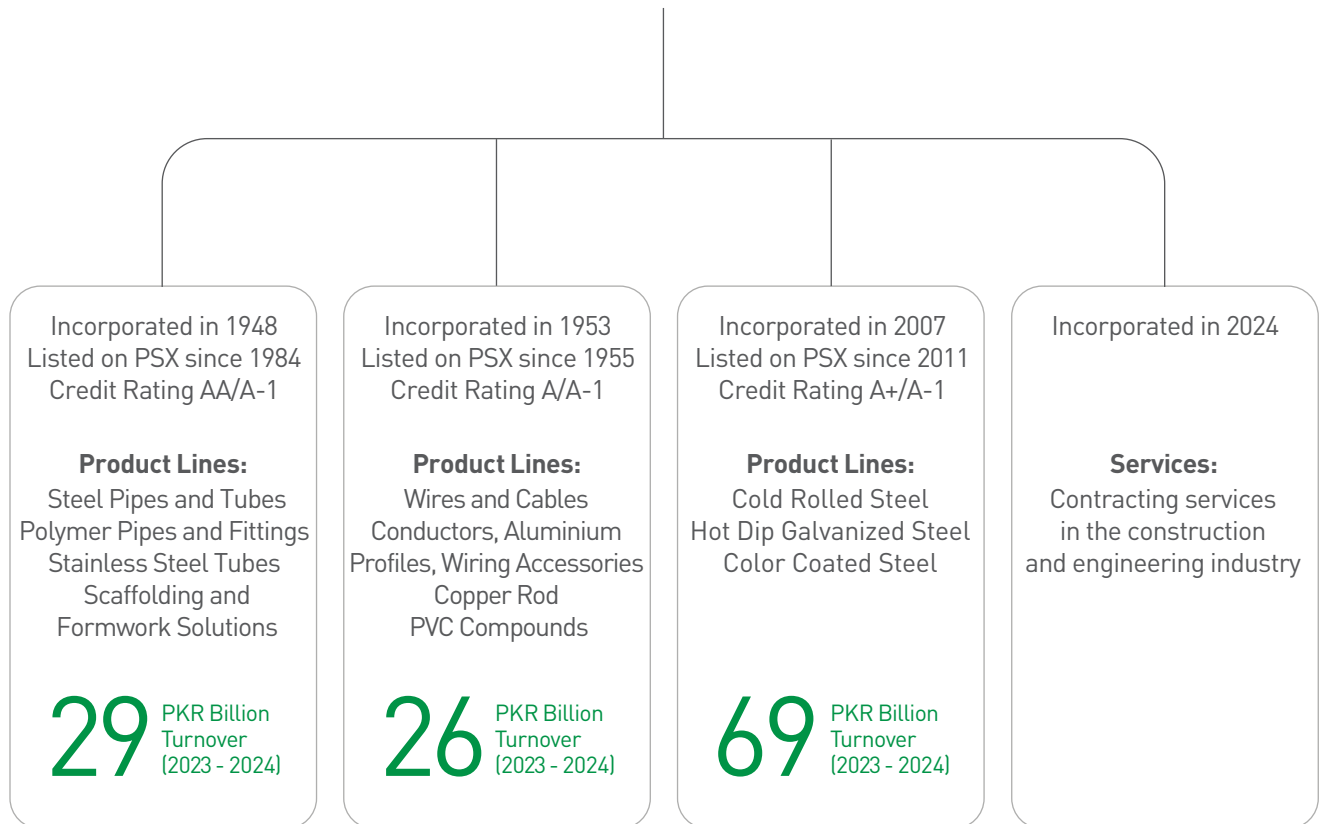 Incorporated in 1948
Listed on PSX since 1984
Credit Rating AA/A-1
Product Lines:
Steel Pipes and Tubes
Polymer Pipes and Fittings
Stainless Steel Tubes
Scaffolding and
Formwork Solutions
29
PKR Billion
Turnover
(2023 - 2024)
Incorporated in 1953
Listed on PSX since 1955
Credit Rating A/A-1
Product Lines:
Wires and Cables
Conductors, Aluminium
Profiles, Wiring Accessories
Copper Rod
PVC Compounds
26
PKR Billion
Turnover
(2023 - 2024)
Incorporated in 2007
Listed on PSX since 2011
Credit Rating A+/A-1
Product Lines:
Cold Rolled Steel
Hot Dip Galvanized Steel
Color Coated Steel
69
PKR Billion
Turnover
(2023 - 2024)
Incorporated in 2024
Services:
Contracting services
in the construction
and engineering industry